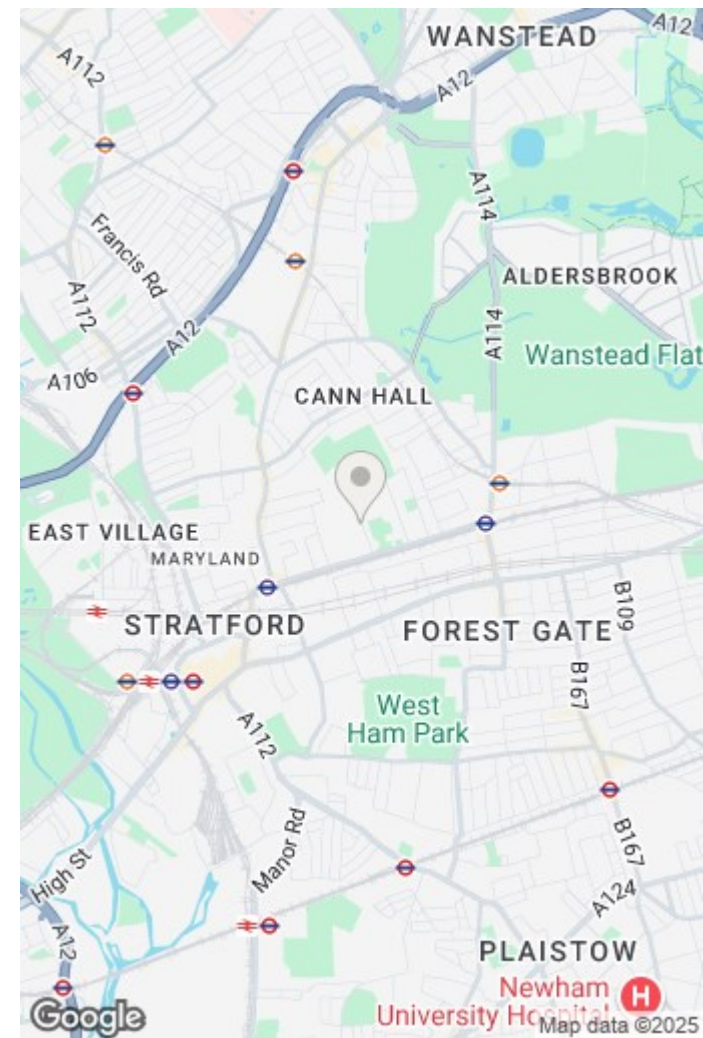 WANSTEAD
A12
A112
A12
A114
Francis Rd
ALDERSBROOK
A112
A12
A114
Wanstead Flat
A106
CANN HALL
EAST VILLAGE
MARYLAND
STRATFORD
FOREST GATE
B109
B167
West
Ham Park
A112
Manor Rd
B167
High St
A124
A12
PLAISTOW
Newham
University Hospital
H
Google
Map data ©2025